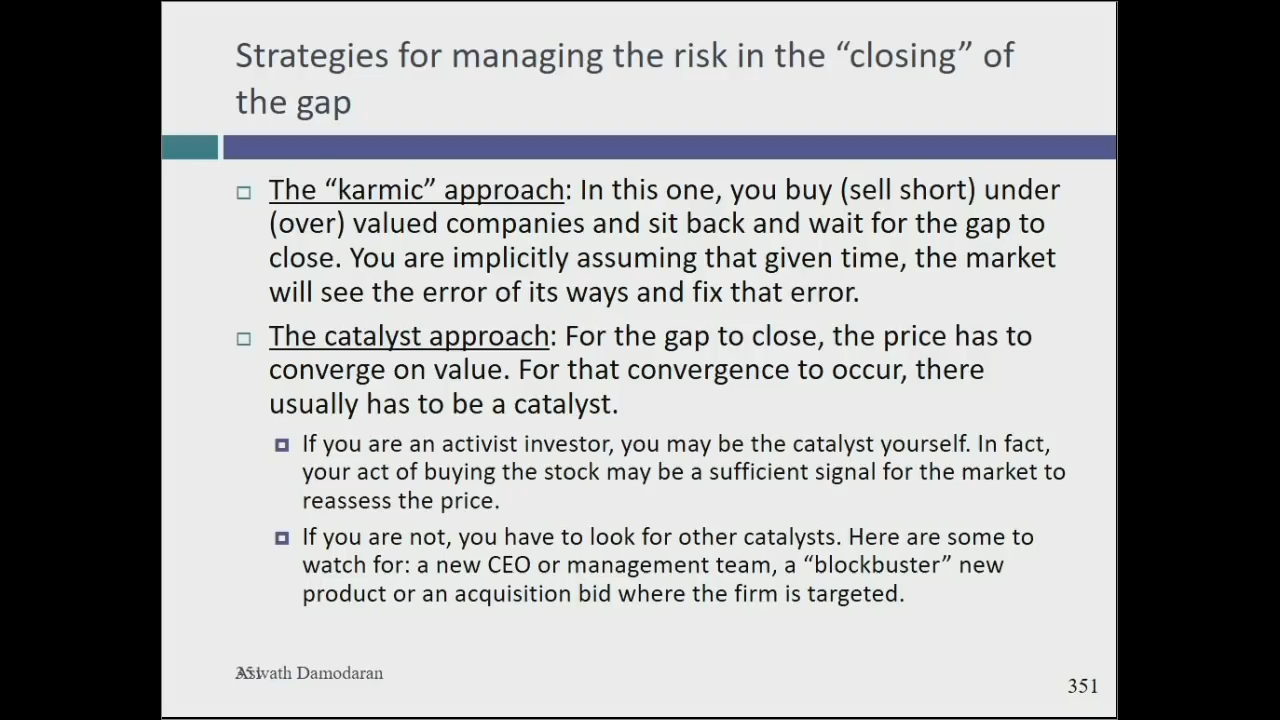 Strategies for managing the risk in the “closing” of
the gap
The “karmic” approach: In this one, you buy (sell short) under
(over) valued companies and sit back and wait for the gap to
close. You are implicitly assuming that given time, the market
will see the error of its ways and fix that error.
The catalyst approach: For the gap to close, the price has to
converge on value. For that convergence to occur, there
usually has to be a catalyst.
If you are an activist investor, you may be the catalyst yourself. In fact,
your act of buying the stock may be a sufficient signal for the market to
reassess the price.
If you are not, you have to look for other catalysts. Here are some to
watch for: a new CEO or management team, a “blockbuster” new
product or an acquisition bid where the firm is targeted.
Aswath Damodaran
351
351